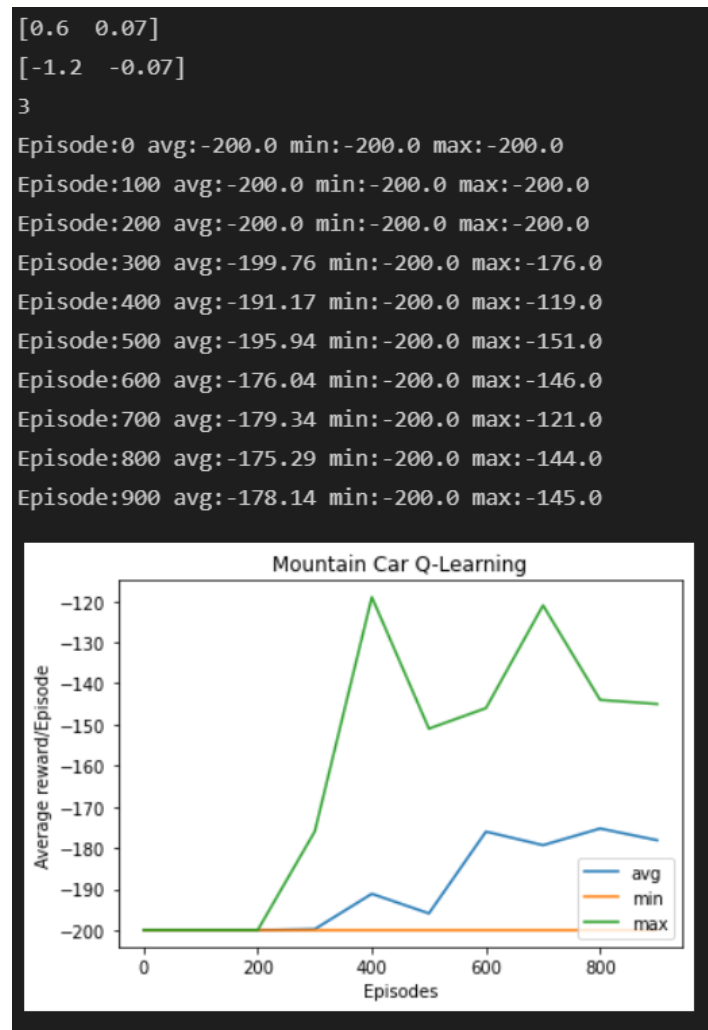 [0.6 0.07]
[-1.2 -0.07]
3
Episode:0 avg:-200.0 min:-200.0 max:-200.0
Episode:100 avg:-200.0 min:-200.0 max:-200.0
Episode:200 avg:-200.0 min:-200.0 max:-200.0
Episode:300 avg:-199.76 min:-200.0 max:-176.0
Episode:400 avg:-191.17 min:-200.0 max:-119.0
Episode:500 avg:-195.94 min:-200.0 max:-151.0
Episode:600 avg:-176.04 min:-200.0 max:-146.0
Episode:700 avg:-179.34 min:-200.0 max:-121.0
Episode:800 avg:-175.29 min:-200.0 max:-144.0
Episode:900 avg:-178.14 min:-200.0 max:-145.0
Mountain Car Q-Learning
Average reward/Episode
−120
−130
−140
−150
−160
−170
−180
−190
−200
avg
min
max
0 200 400 600 800
Episodes